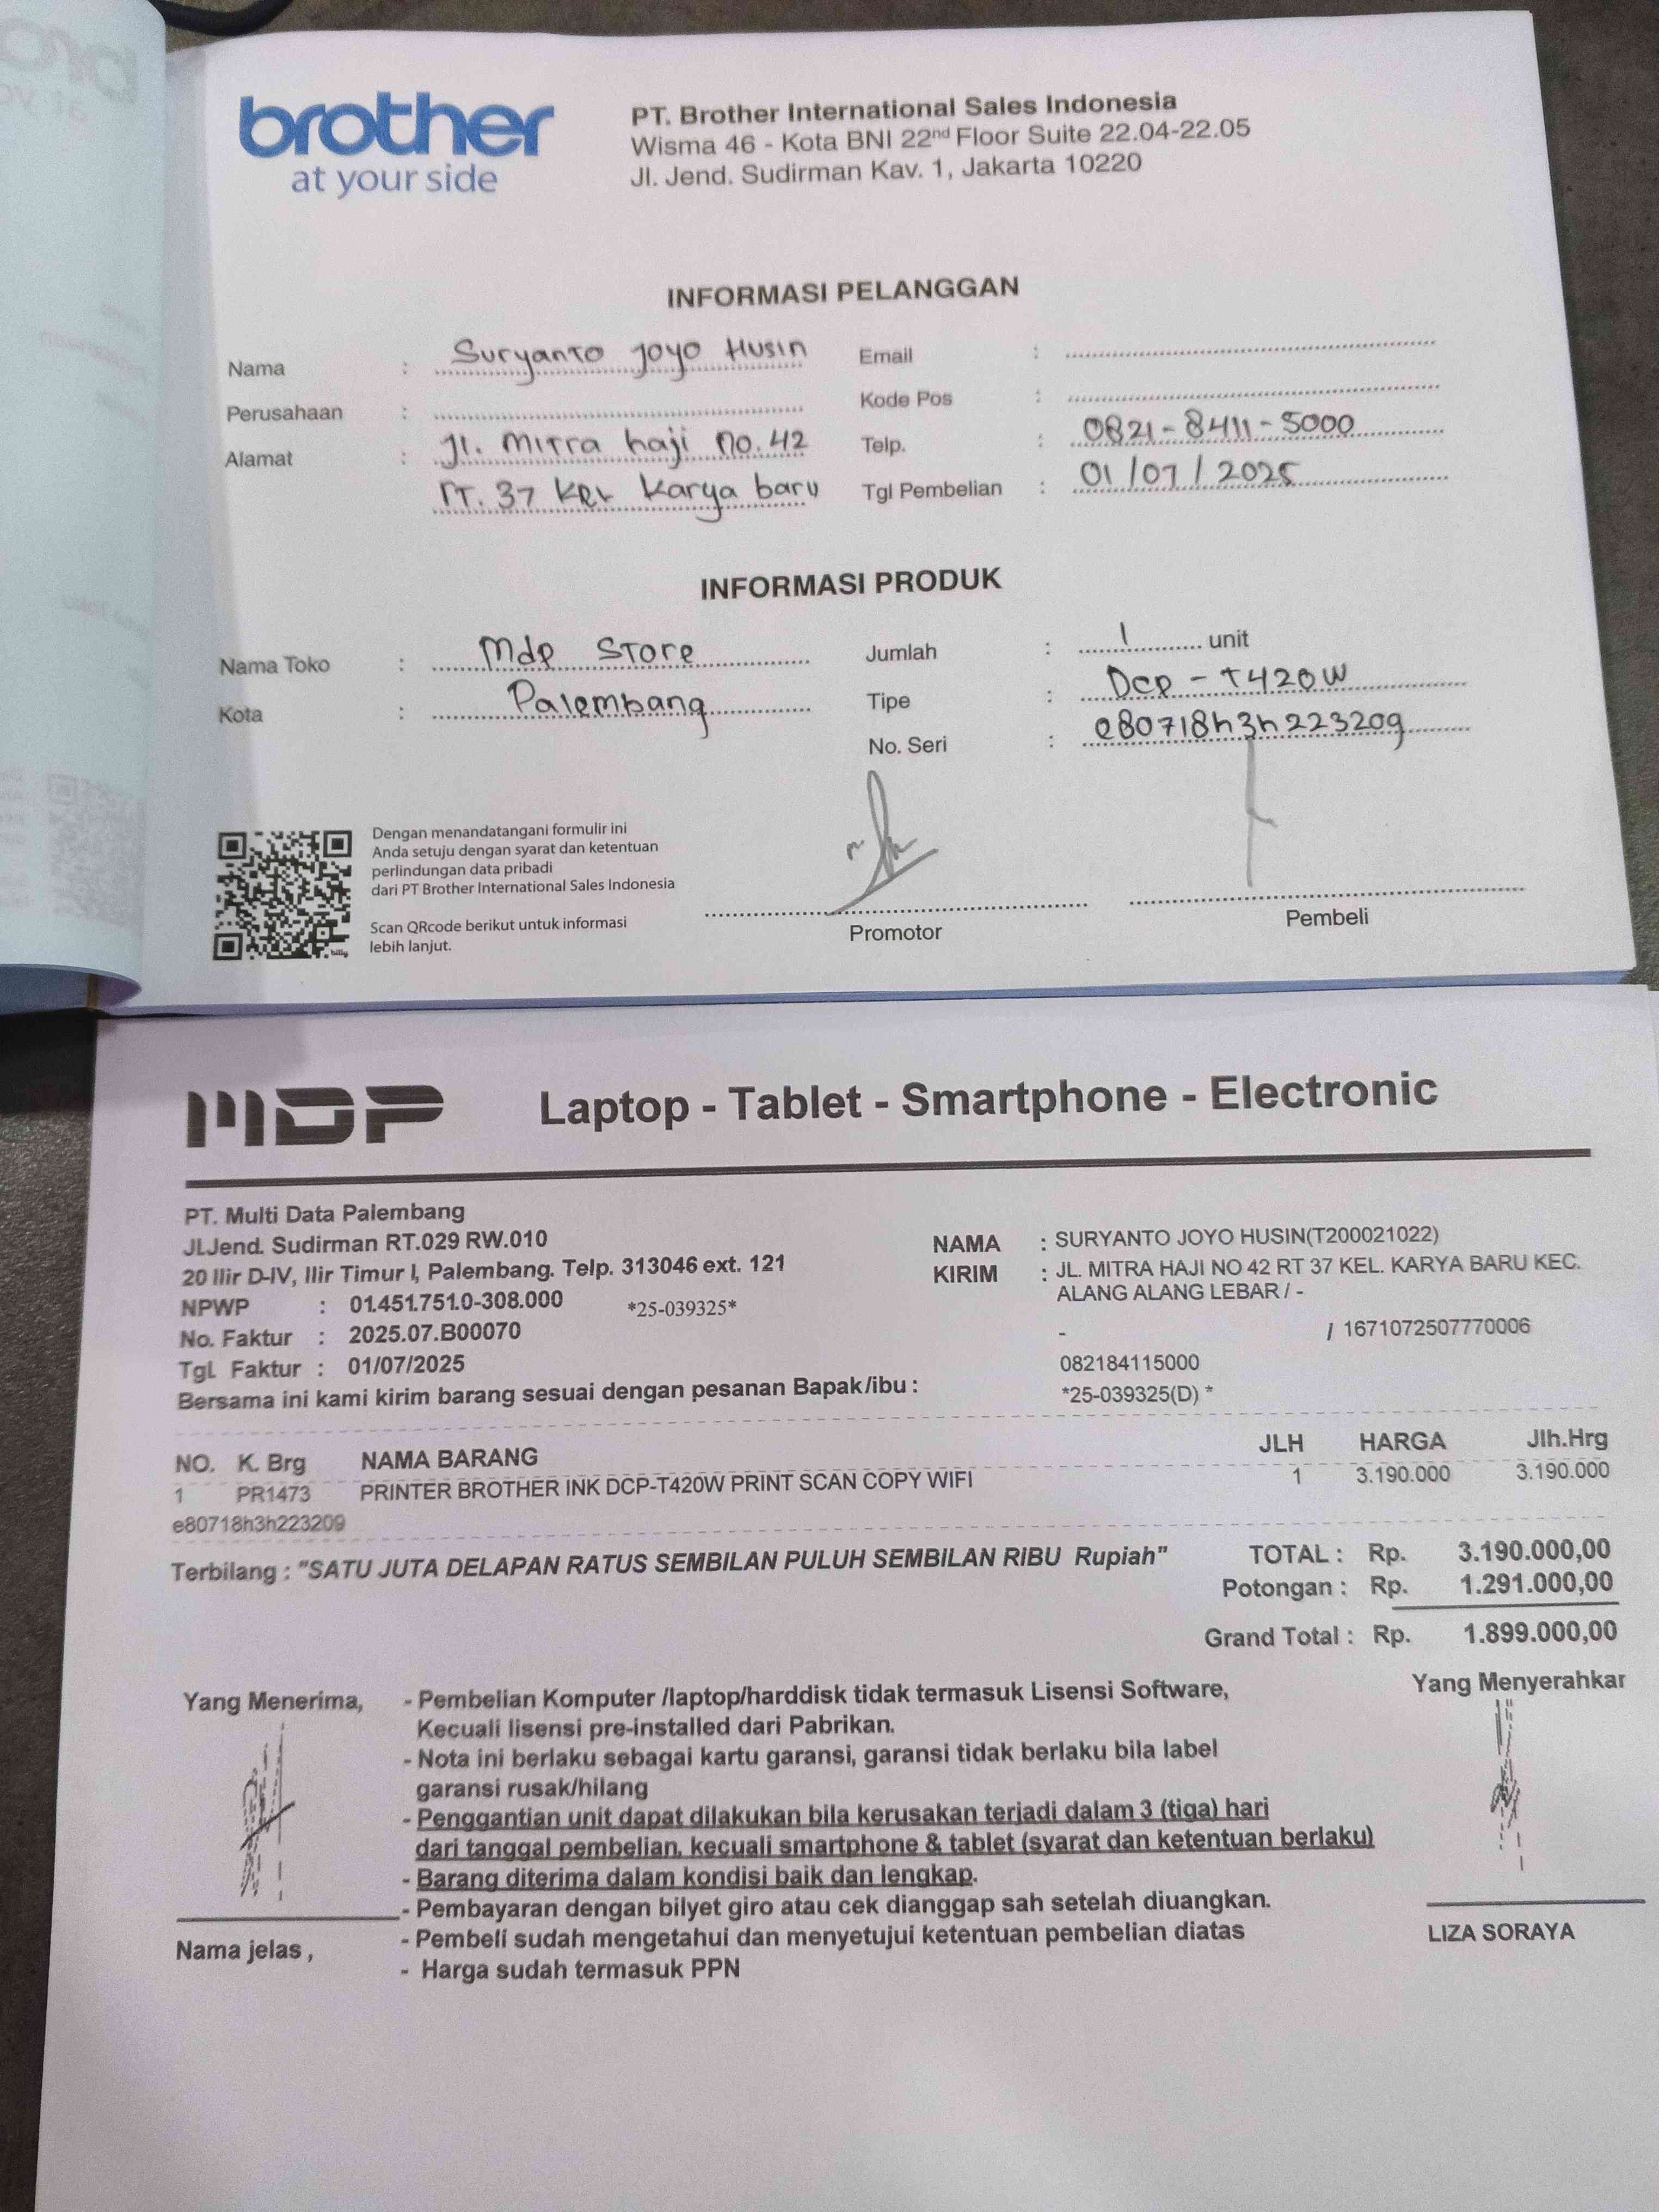 brother
at your side
PT. Brother International Sales Indonesia
Wisma 46 - Kota BNI 22nd Floor Suite 22.04-22.05
Jl. Jend. Sudirman Kav. 1, Jakarta 10220
INFORMASI PELANGGAN
Nama : Suryanto Joyo Husin
Perusahaan :
Alamat : Jl. Mitra haji no. 42
rt. 37 kel karya baru
Email :
Kode Pos :
Telp. : 0821-8411-5000
Tgl Pembelian : 01/07/2025
INFORMASI PRODUK
Nama Toko : Mdp Store
Kota : Palembang
Jumlah : 1 unit
Tipe : Dcp - t420w
No. Seri : e80718h3h223209
Dengan menandatangani formulir ini
Anda setuju dengan syarat dan ketentuan
perlindungan data pribadi
dari PT Brother International Sales Indonesia
Scan QRcode berikut untuk informasi
lebih lanjut.
Promotor
Pembeli
MDP Laptop - Tablet - Smartphone - Electronic
PT. Multi Data Palembang
Jl.Jend. Sudirman RT.029 RW.010
20 Ilir D-IV, Ilir Timur I, Palembang. Telp. 313046 ext. 121
NPWP : 01.451.751.0-308.000 *25-039325*
No. Faktur : 2025.07.B00070
Tgl. Faktur : 01/07/2025
Bersama ini kami kirim barang sesuai dengan pesanan Bapak/ibu :
NAMA : SURYANTO JOYO HUSIN(T200021022)
KIRIM : JL. MITRA HAJI NO 42 RT 37 KEL. KARYA BARU KEC.
ALANG ALANG LEBAR / -
- / 1671072507770006
082184115000
*25-039325(D) *
NO. K. Brg NAMA BARANG JLH HARGA Jlh.Hrg
1 PR1473 PRINTER BROTHER INK DCP-T420W PRINT SCAN COPY WIFI 1 3.190.000 3.190.000
e80718h3h223209
Terbilang : "SATU JUTA DELAPAN RATUS SEMBILAN PULUH SEMBILAN RIBU Rupiah"
TOTAL : Rp. 3.190.000,00
Potongan : Rp. 1.291.000,00
Grand Total : Rp. 1.899.000,00
Yang Menerima,
- Pembelian Komputer /laptop/harddisk tidak termasuk Lisensi Software,
Kecuali lisensi pre-installed dari Pabrikan.
- Nota ini berlaku sebagai kartu garansi, garansi tidak berlaku bila label
garansi rusak/hilang
- Penggantian unit dapat dilakukan bila kerusakan terjadi dalam 3 (tiga) hari
dari tanggal pembelian, kecuali smartphone & tablet (syarat dan ketentuan berlaku)
- Barang diterima dalam kondisi baik dan lengkap.
- Pembayaran dengan bilyet giro atau cek dianggap sah setelah diuangkan.
- Pembeli sudah mengetahui dan menyetujui ketentuan pembelian diatas
- Harga sudah termasuk PPN
Nama jelas ,
Yang Menyerahkar
LIZA SORAYA